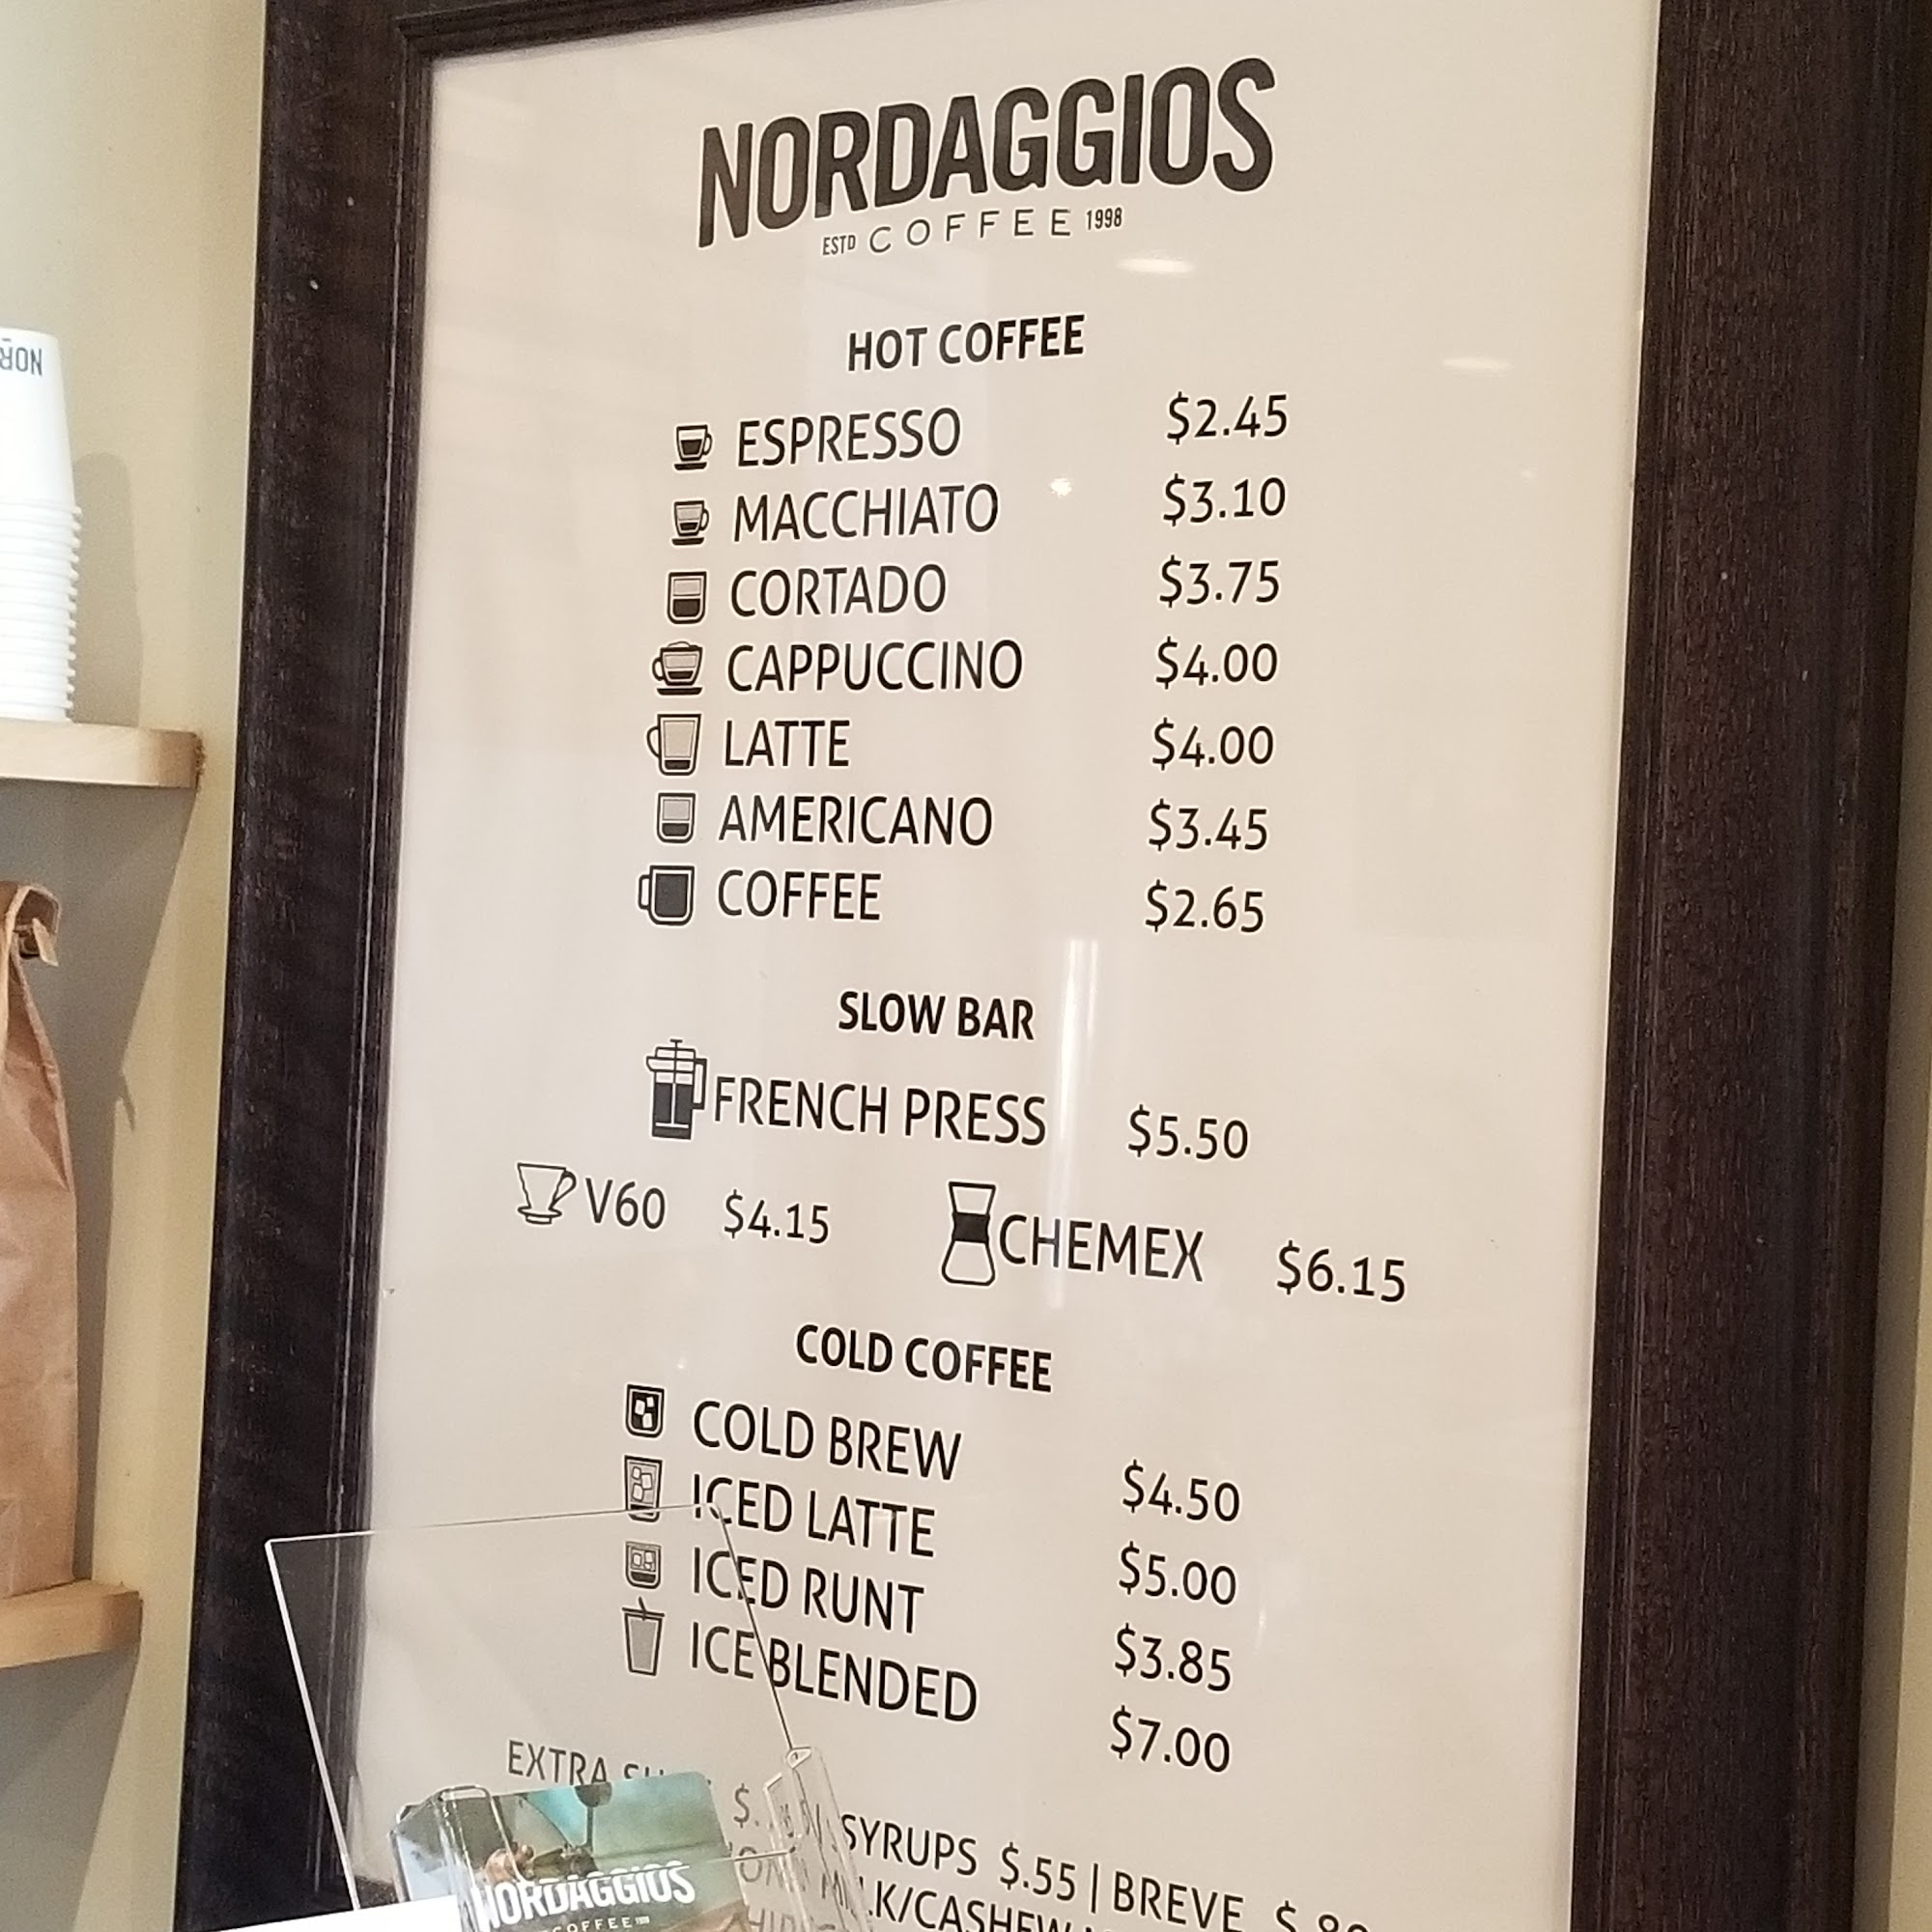 NORDAGGIOS
ESTD COFFEE 1998
HOT COFFEE
ESPRESSO $2.45
MACCHIATO $3.10
CORTADO $3.75
CAPPUCCINO $4.00
LATTE $4.00
AMERICANO $3.45
COFFEE $2.65
SLOW BAR
FRENCH PRESS $5.50
V60 $4.15 CHEMEX $6.15
COLD COFFEE
COLD BREW $4.50
ICED LATTE $5.00
ICED RUNT $3.85
ICE BLENDED $7.00
EXTRA SYRUPS $.55 | BREVE
NORDAGGIOS
COFFEE
NOR